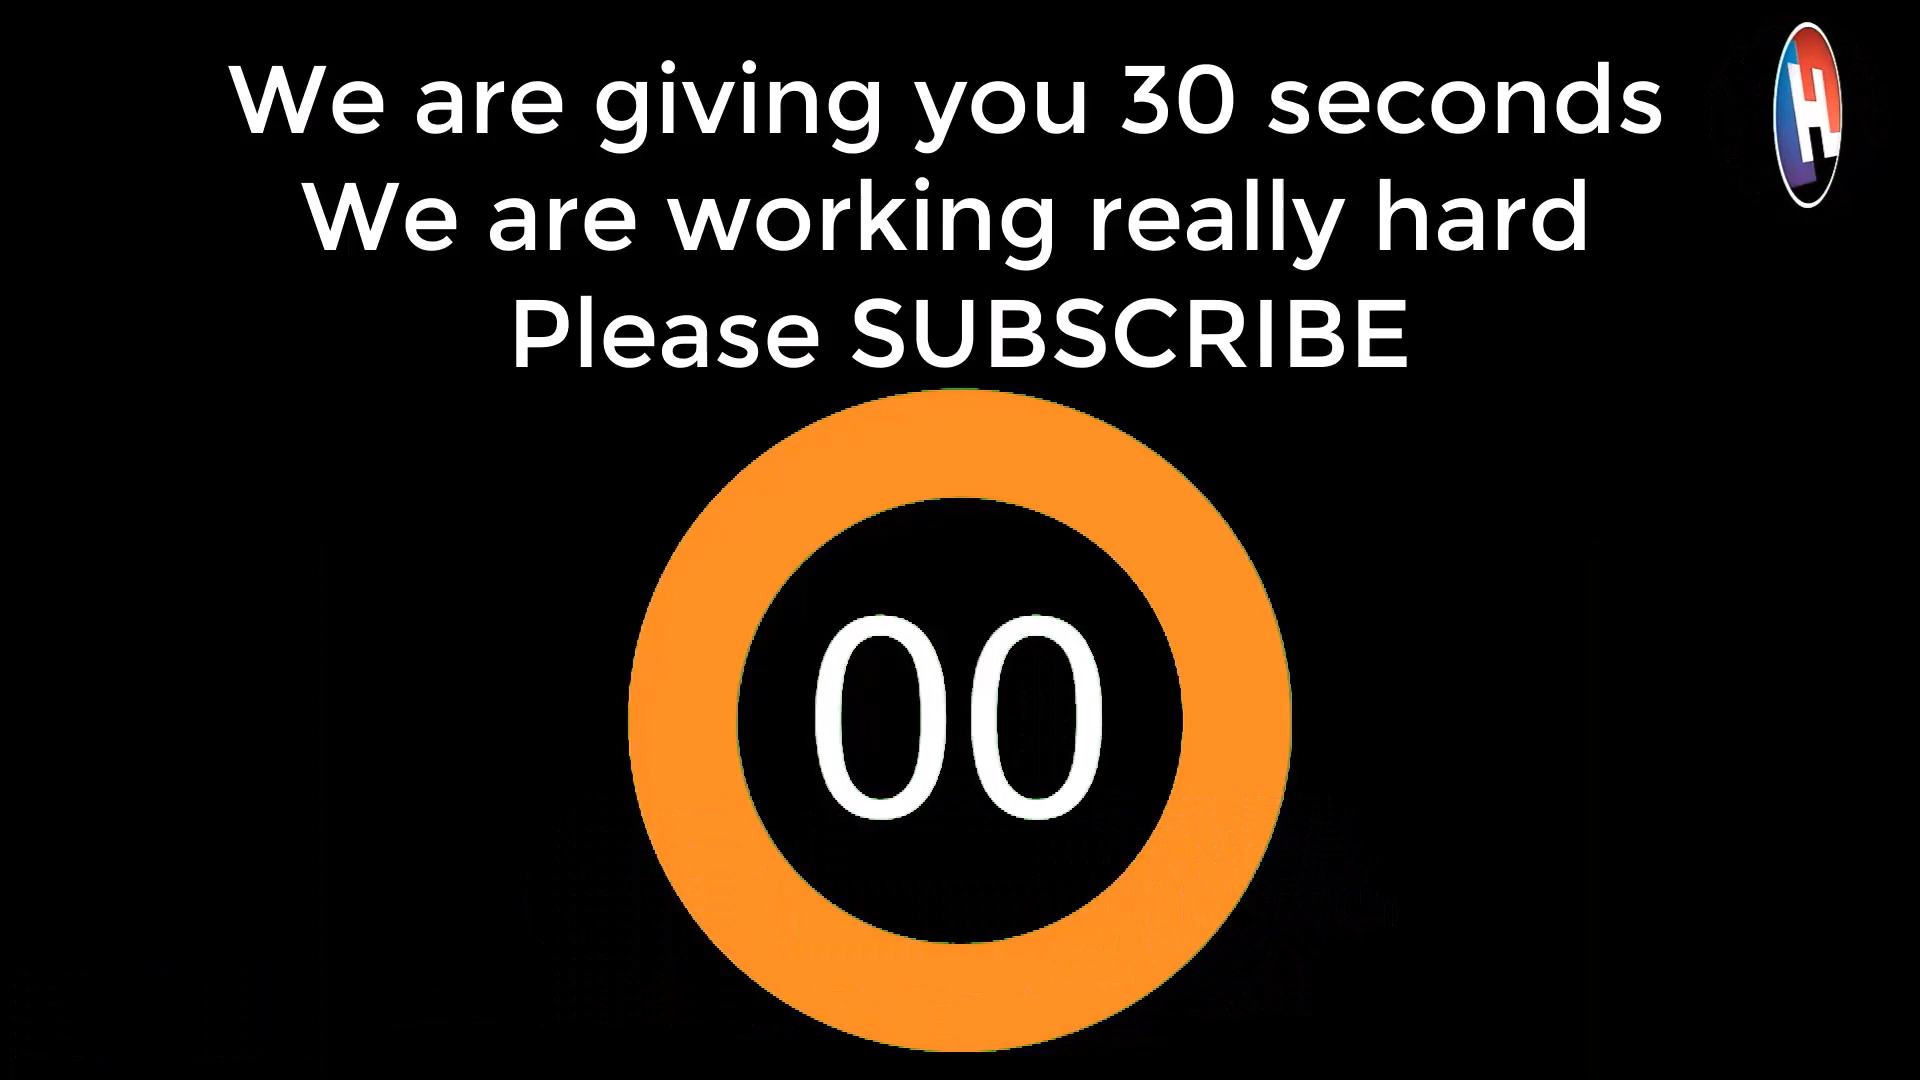 We are giving you 30 seconds
H
We are working really hard
Please SUBSCRIBE
00